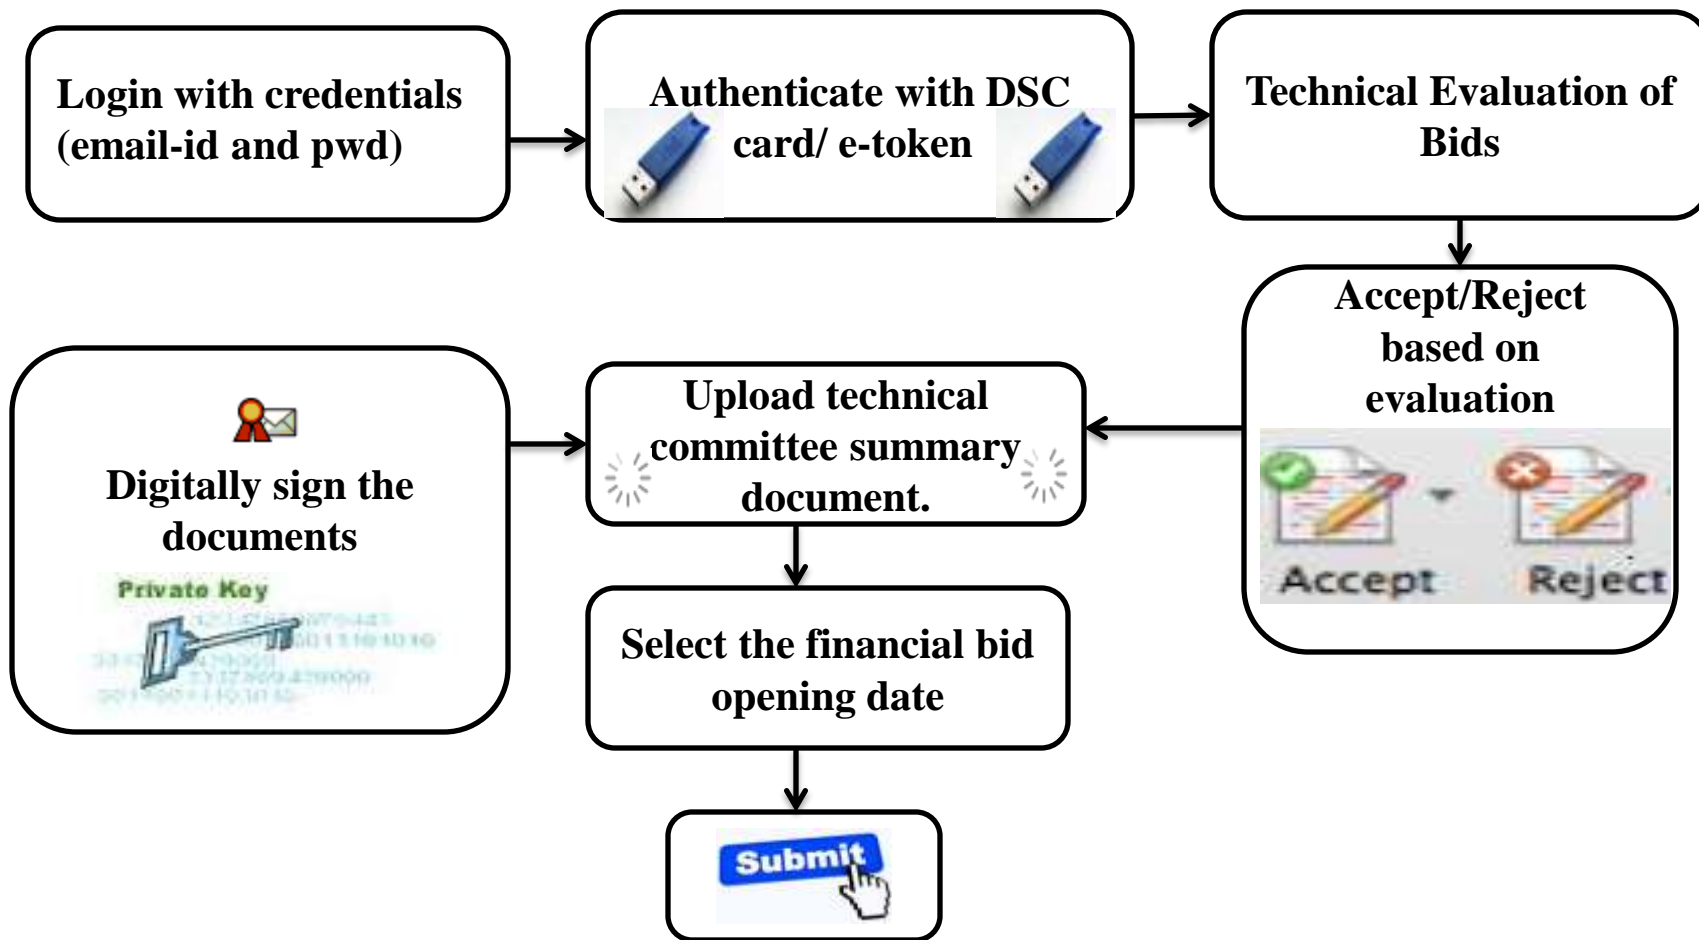 Login with credentials
(email-id and pwd)
Authenticate with DSC
card/ e-token
Technical Evaluation of
Bids
Accept/Reject
based on
evaluation
Accept
Reject
Upload technical
committee summary
document.
Digitally sign the
documents
Private Key
Select the financial bid
opening date
Submit